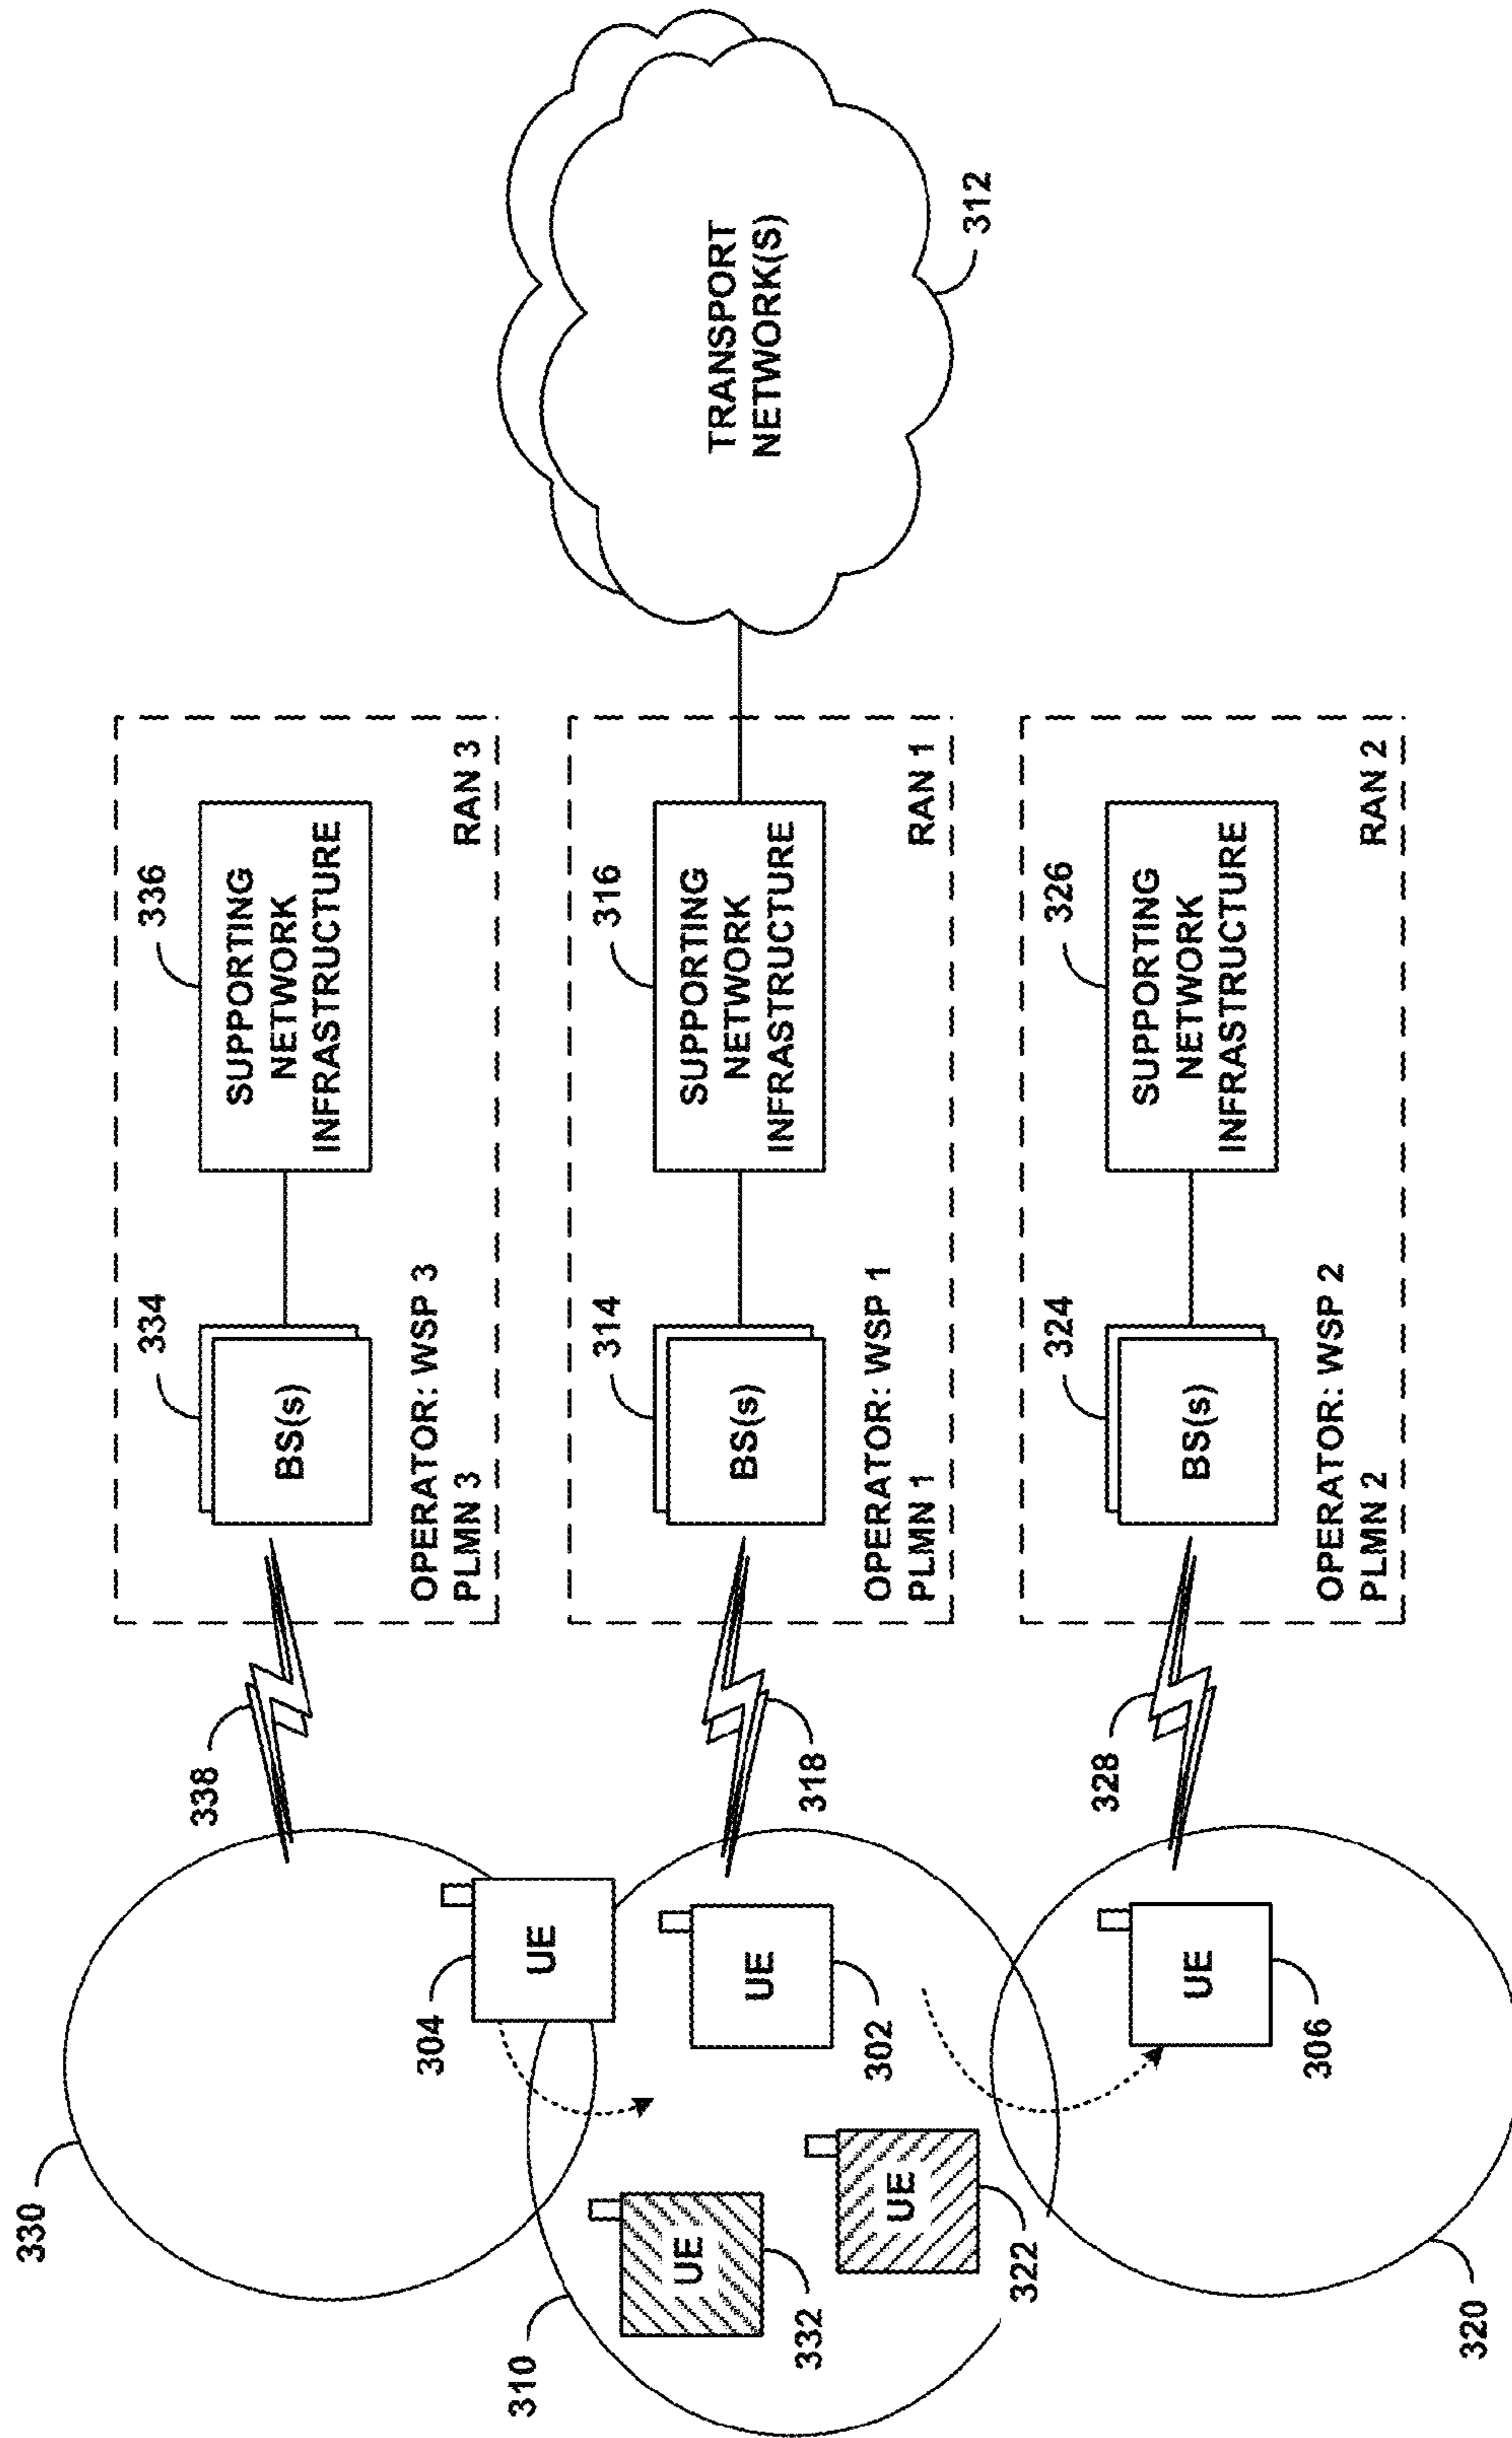 330
338
334
336
BS(s)
SUPPORTING
NETWORK
INFRASTRUCTURE
OPERATOR: WSP 3
PLMN 3
RAN 3
304
UE
310
332
UE
302
UE
322
UE
318
314
316
BS(s)
SUPPORTING
NETWORK
INFRASTRUCTURE
OPERATOR: WSP 1
PLMN 1
RAN 1
TRANSPORT
NETWORK(S)
312
320
306
UE
328
324
326
BS(s)
SUPPORTING
NETWORK
INFRASTRUCTURE
OPERATOR: WSP 2
PLMN 2
RAN 2